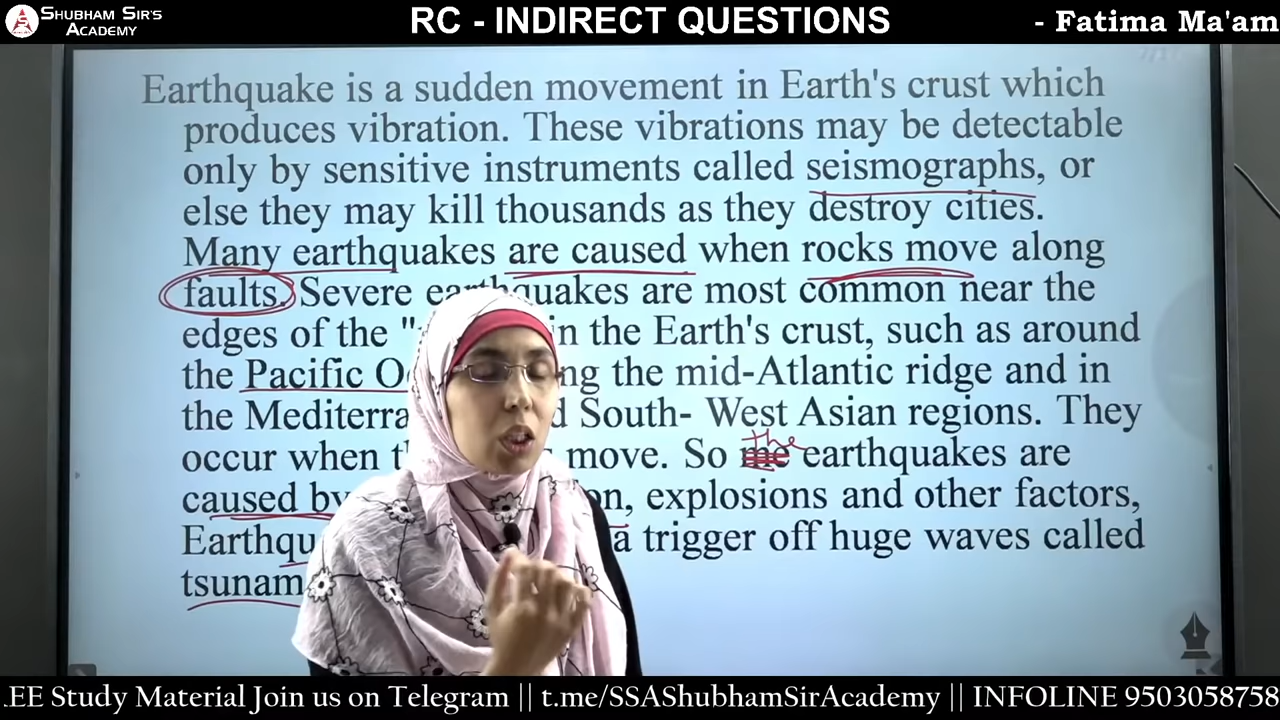 SHUBHAM SIR'S
ACADEMY
RC - INDIRECT QUESTIONS
- Fatima Ma'am
Earthquake is a sudden movement in Earth's crust which
produces vibration. These vibrations may be detectable
only by sensitive instruments called seismographs, or
else they may kill thousands as they destroy cities.
Many earthquakes are caused when rocks move along
faults. Severe earthquakes are most common near the
edges of the " in the Earth's crust, such as around
the Pacific the mid-Atlantic ridge and in
the South- West Asian regions. They
occur when move. So the earthquakes are
caused by explosions and other factors,
a trigger off huge waves called
.EE Study Material Join us on Telegram || t.me/SSAShubhamSirAcademy || INFOLINE 9503058758